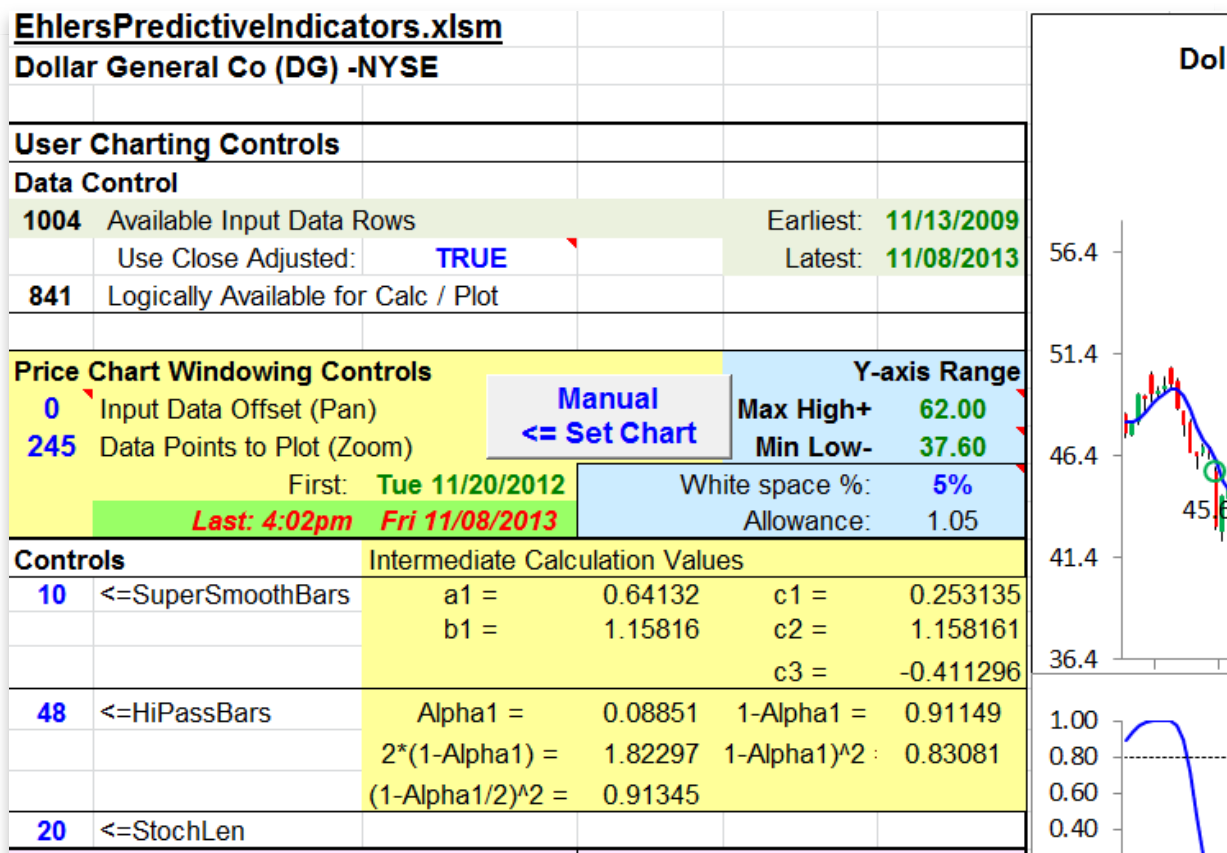 EhlersPredictiveIndicators.xlsm
Dollar General Co (DG) -NYSE
User Charting Controls
Data Control
1004 Available Input Data Rows Earliest: 11/13/2009
Use Close Adjusted: TRUE Latest: 11/08/2013
841 Logically Available for Calc / Plot
Price Chart Windowing Controls Y-axis Range
0 Input Data Offset (Pan) Manual Max High+ 62.00
245 Data Points to Plot (Zoom) <= Set Chart Min Low- 37.60
First: Tue 11/20/2012 White space %: 5%
Last: 4:02pm Fri 11/08/2013 Allowance: 1.05
Controls Intermediate Calculation Values
10 <=SuperSmoothBars a1 = 0.64132 c1 = 0.253135
b1 = 1.15816 c2 = 1.158161
c3 = -0.411296
48 <=HiPassBars Alpha1 = 0.08851 1-Alpha1 = 0.91149
2*(1-Alpha1) = 1.82297 1-Alpha1)^2 : 0.83081
(1-Alpha1/2)^2 = 0.91345
20 <=StochLen
Dol
56.4
51.4
46.4
45.6
41.4
36.4
1.00
0.80
0.60
0.40